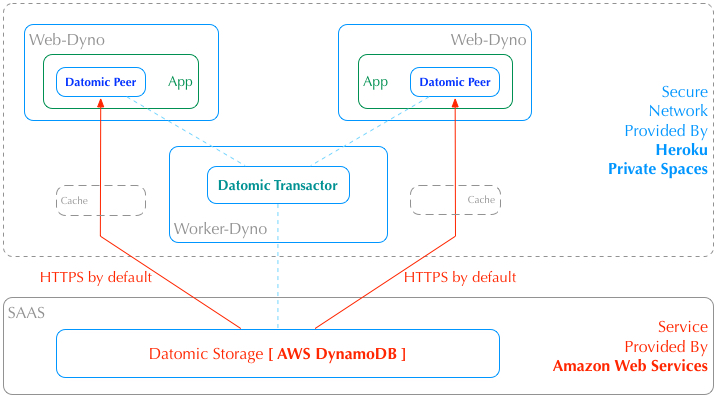 Web-Dyno
App
Datomic Peer
Web-Dyno
App
Datomic Peer
Secure
Network
Provided By
Heroku
Private Spaces
Datomic Transactor
Worker-Dyno
Cache
Cache
HTTPS by default
HTTPS by default
SAAS
Datomic Storage [ AWS DynamoDB ]
Service
Provided By
Amazon Web Services